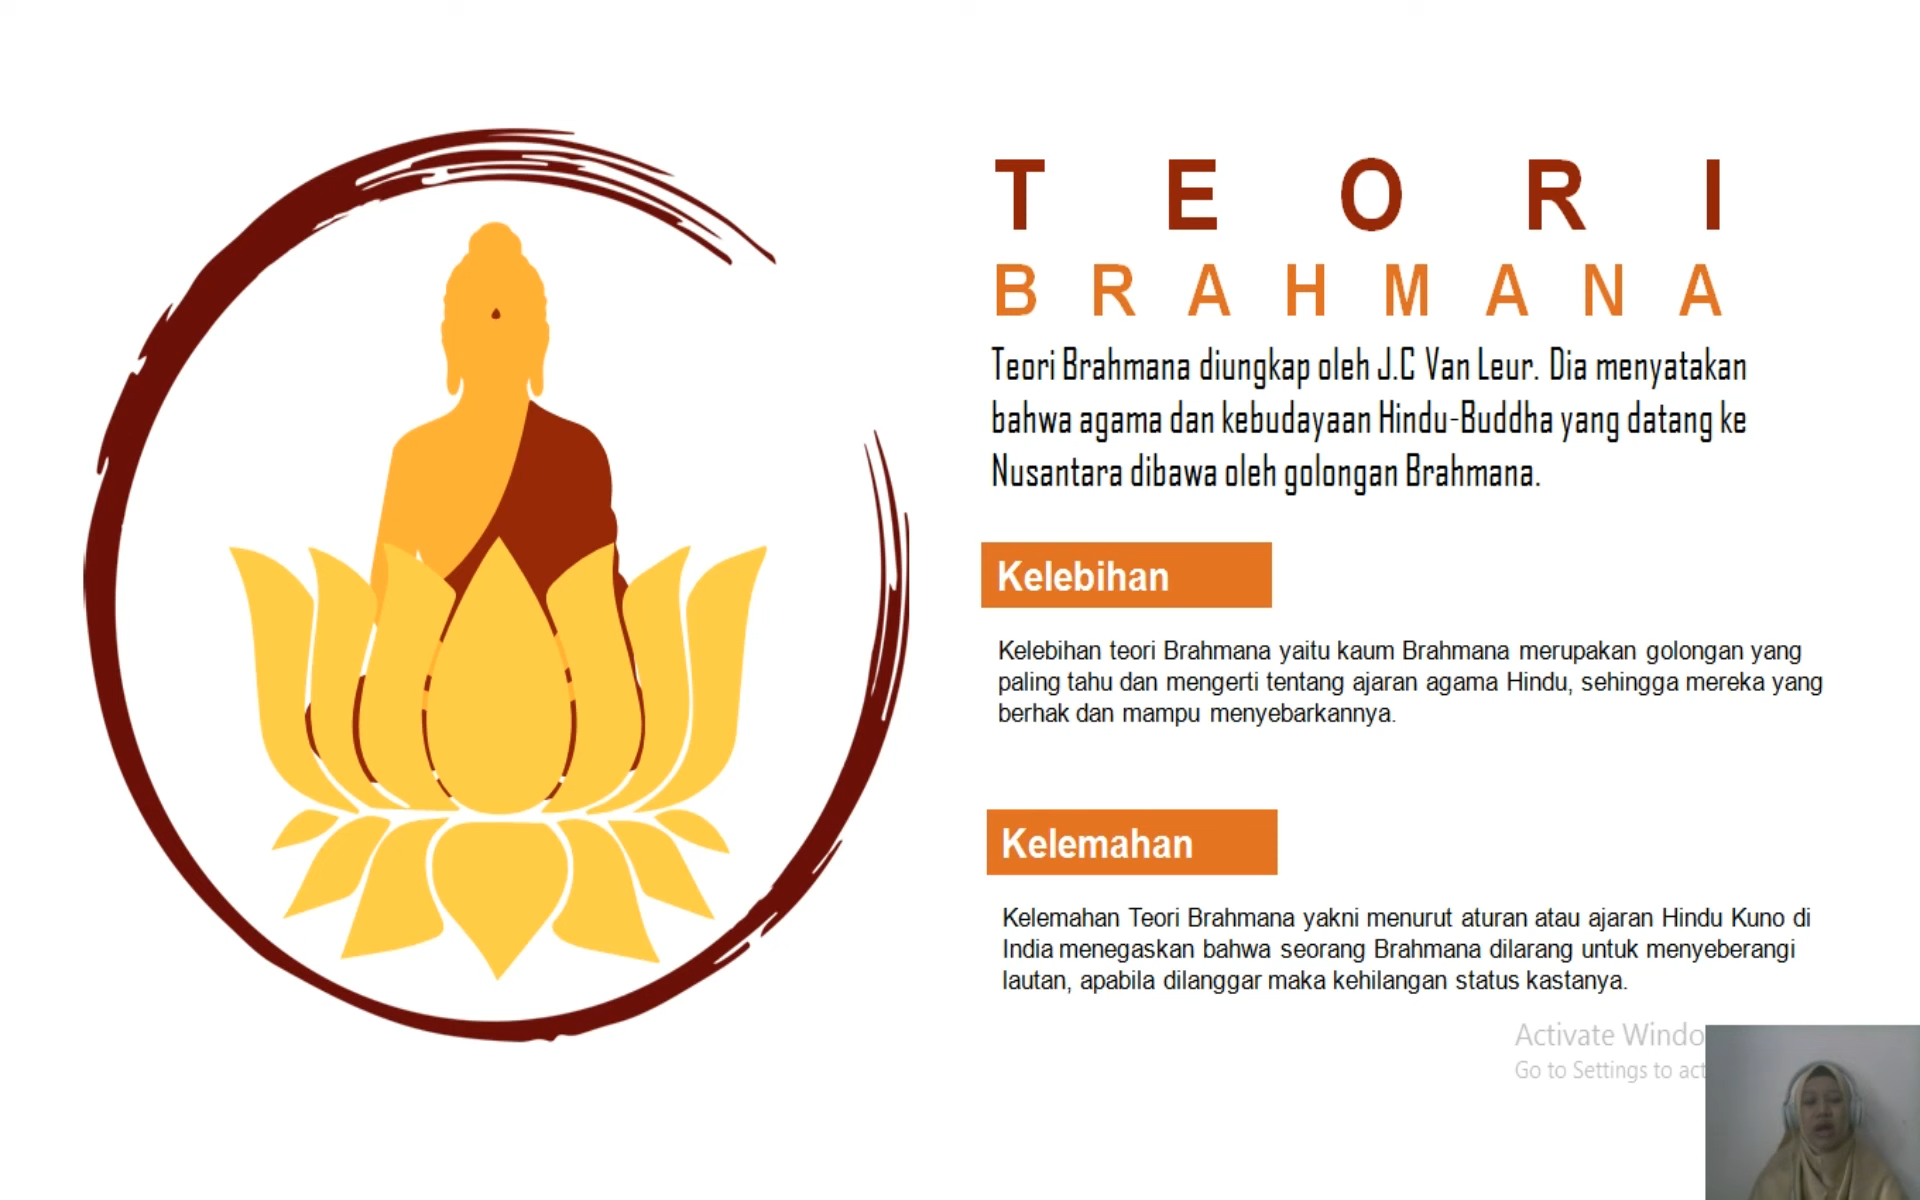 TEORI
BRAHMANA
Teori Brahmana diungkap oleh J.C Van Leur. Dia menyatakan
bahwa agama dan kebudayaan Hindu-Buddha yang datang ke
Nusantara dibawa oleh golongan Brahmana.
Kelebihan
Kelebihan teori Brahmana yaitu kaum Brahmana merupakan golongan yang
paling tahu dan mengerti tentang ajaran agama Hindu, sehingga mereka yang
berhak dan mampu menyebarkannya.
Kelemahan
Kelemahan Teori Brahmana yakni menurut aturan atau ajaran Hindu Kuno di
India menegaskan bahwa seorang Brahmana dilarang untuk menyeberangi
lautan, apabila dilanggar maka kehilangan status kastanya.
Activate Windo
Go to Settings to act